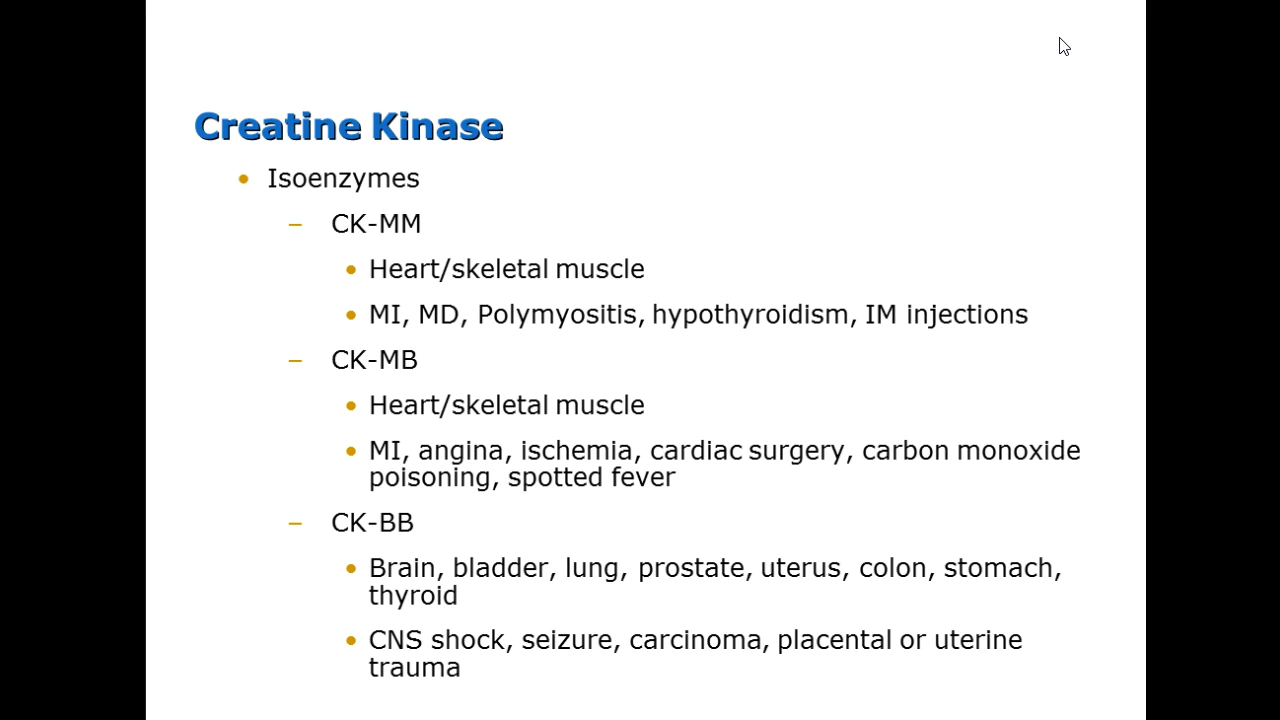 Creatine Kinase
• Isoenzymes
– CK-MM
• Heart/skeletal muscle
• MI, MD, Polymyositis, hypothyroidism, IM injections
– CK-MB
• Heart/skeletal muscle
• MI, angina, ischemia, cardiac surgery, carbon monoxide
poisoning, spotted fever
– CK-BB
• Brain, bladder, lung, prostate, uterus, colon, stomach,
thyroid
• CNS shock, seizure, carcinoma, placental or uterine
trauma